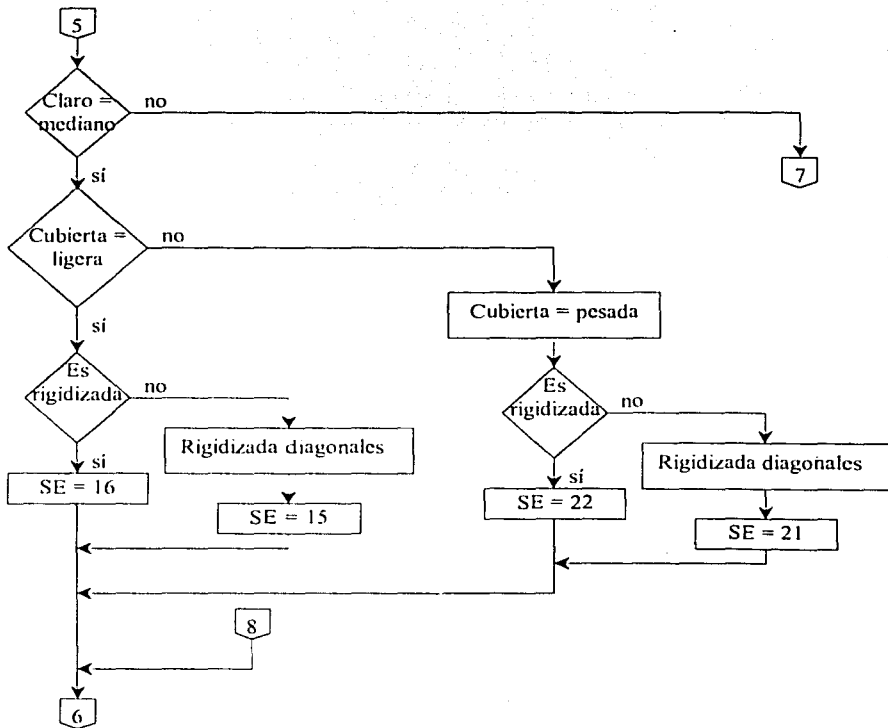 5
Claro =
mediano
no
7
sí
Cubierta =
ligera
no
Cubierta = pesada
sí
Es
rigidizada
no
Es
rigidizada
no
Rigidizada diagonales
Rigidizada diagonales
sí
SE = 16
sí
SE = 22
SE = 15
SE = 21
8
6